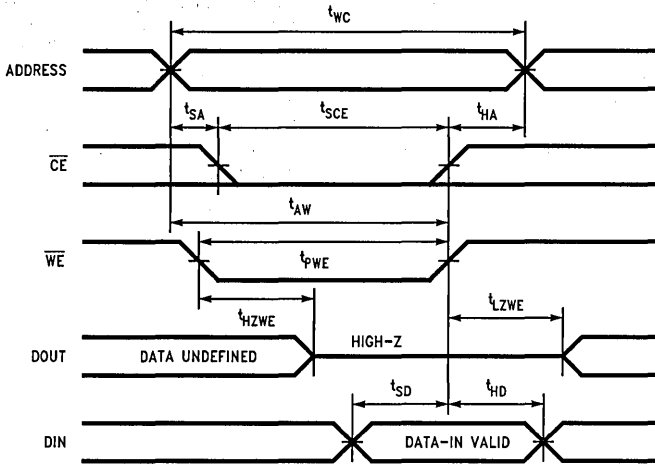 tWC
ADDRESS
tSA tSCE tHA
CE
tAW
WE
tPWE
tHZWE tLZWE
DOUT DATA UNDEFINED HIGH-Z
tSD tHD
DIN DATA-IN VALID